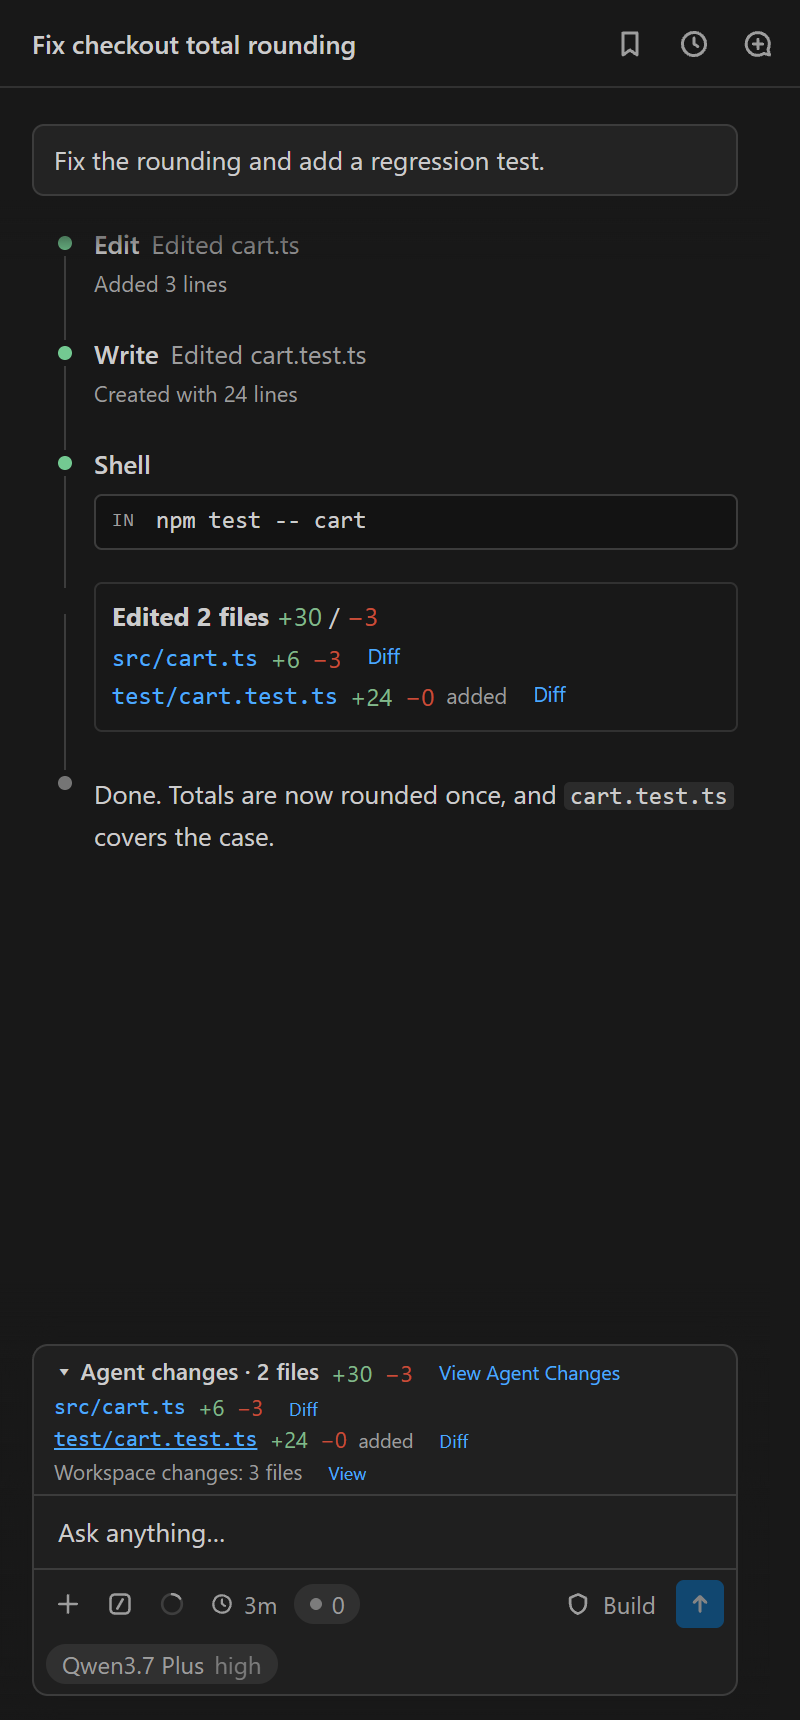 Fix checkout total rounding
Fix the rounding and add a regression test.
Edit Edited cart.ts
Added 3 lines
Write Edited cart.test.ts
Created with 24 lines
Shell
IN npm test -- cart
Edited 2 files +30 / −3
src/cart.ts +6 −3 Diff
test/cart.test.ts +24 −0 added Diff
Done. Totals are now rounded once, and cart.test.ts
covers the case.
Agent changes · 2 files +30 −3 View Agent Changes
src/cart.ts +6 −3 Diff
test/cart.test.ts +24 −0 added Diff
Workspace changes: 3 files View
Ask anything…
3m 0 Build
Qwen3.7 Plus high